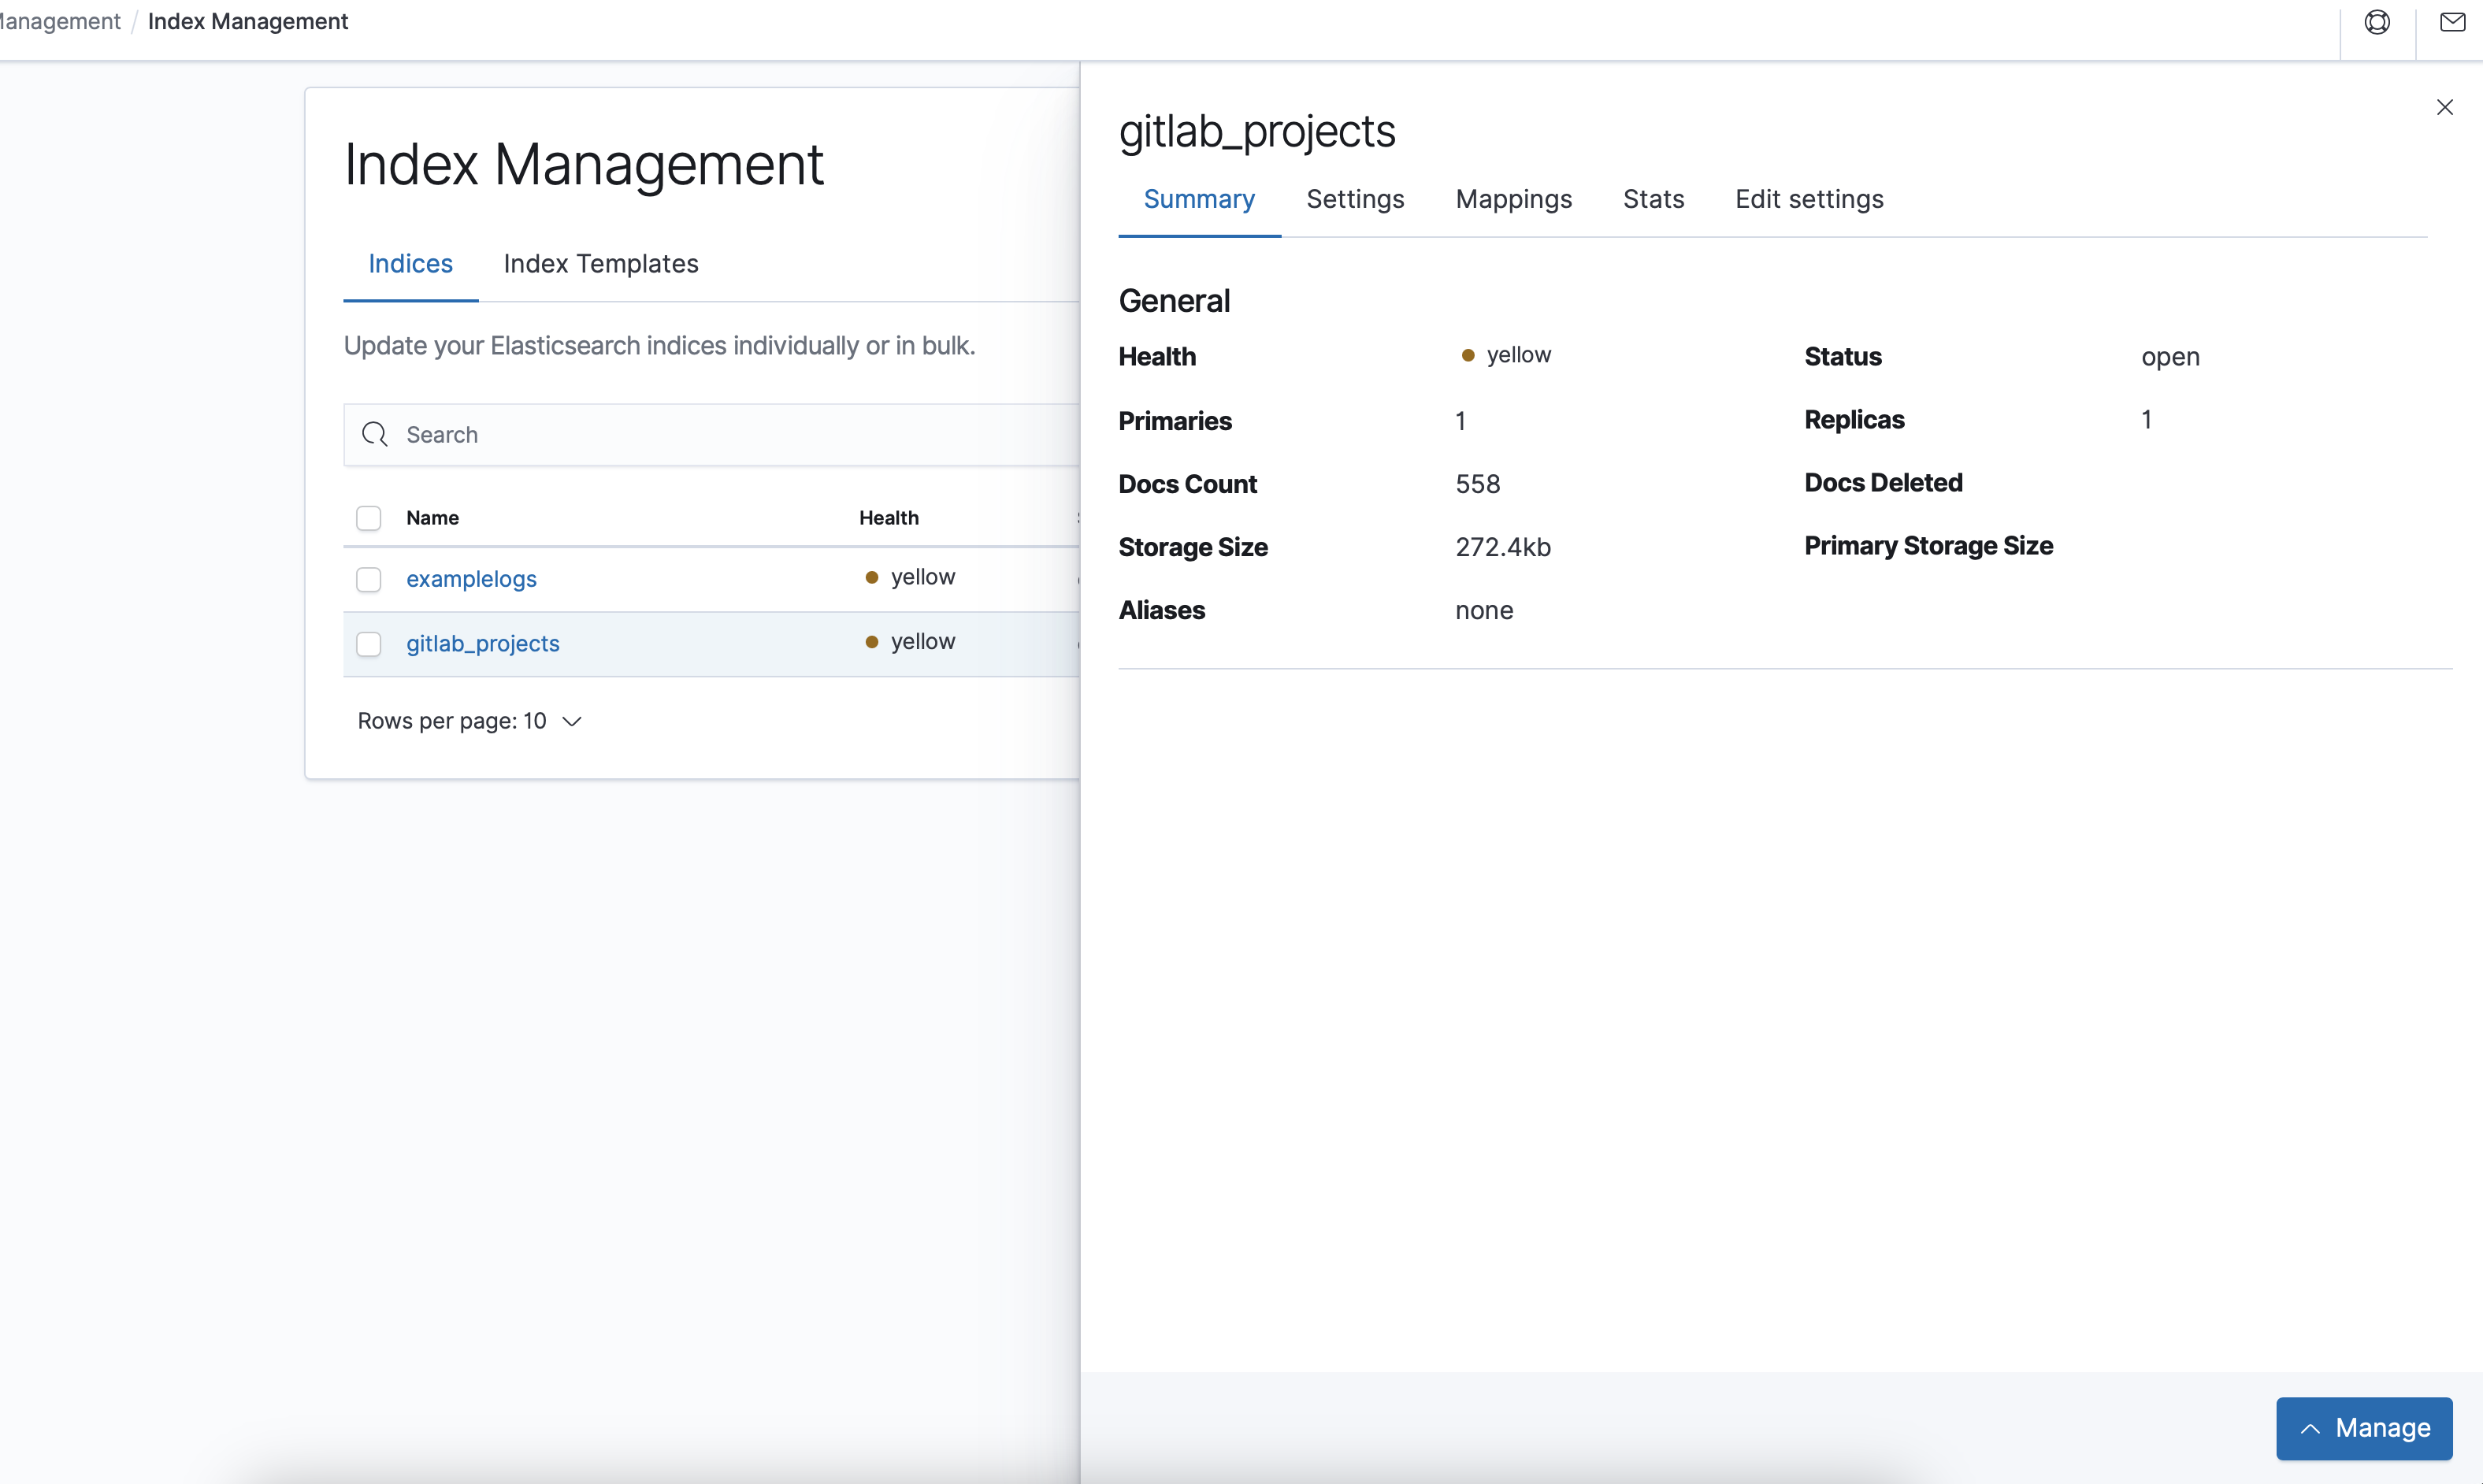 Management / Index Management
Index Management
Indices Index Templates
Update your Elasticsearch indices individually or in bulk.
Search
Name Health
examplelogs yellow
gitlab_projects yellow
Rows per page: 10
gitlab_projects
Summary Settings Mappings Stats Edit settings
General
Health yellow Status open
Primaries 1 Replicas 1
Docs Count 558 Docs Deleted
Storage Size 272.4kb Primary Storage Size
Aliases none
Manage